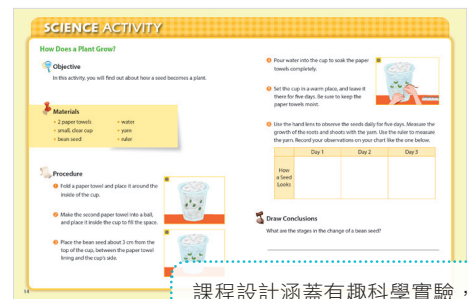 SCIENCE ACTIVITY
How Does a Plant Grow?
Objective
In this activity, you will find out about how a seed becomes a plant.
Materials
• 2 paper towels
• small, clear cup
• bean seed
• water
• yarn
• ruler
Procedure
1 Fold a paper towel and place it around the
inside of the cup.
2 Make the second paper towel into a ball,
and place it inside the cup to fill the space.
3 Place the bean seed about 3 cm from the
top of the cup, between the paper towel
lining and the cup's side.
4 Pour water into the cup to soak the paper
towels completely.
5 Set the cup in a warm place, and leave it
there for five days. Be sure to keep the
paper towels moist.
6 Use the hand lens to observe the seeds daily for five days. Measure the
growth of the roots and shoots with the yarn. Use the ruler to measure
the yarn. Record your observations on your chart like the one below.
Day 1 Day 2 Day 3
How
a Seed
Looks
Draw Conclusions
What are the stages in the change of a bean seed?
課程設計涵蓋有趣科學實驗，